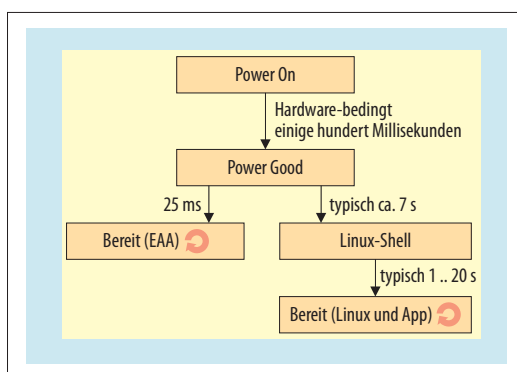 Power On
Hardware-bedingt
einige hundert Millisekunden
Power Good
25 ms
typisch ca. 7 s
Bereit (EAA)
Linux-Shell
typisch 1 .. 20 s
Bereit (Linux und App)